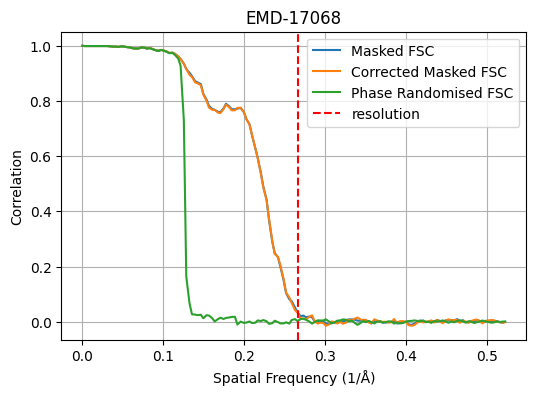 EMD-17068
Masked FSC
Corrected Masked FSC
Phase Randomised FSC
resolution
Correlation
1.0
0.8
0.6
0.4
0.2
0.0
0.0 0.1 0.2 0.3 0.4 0.5
Spatial Frequency (1/Å)